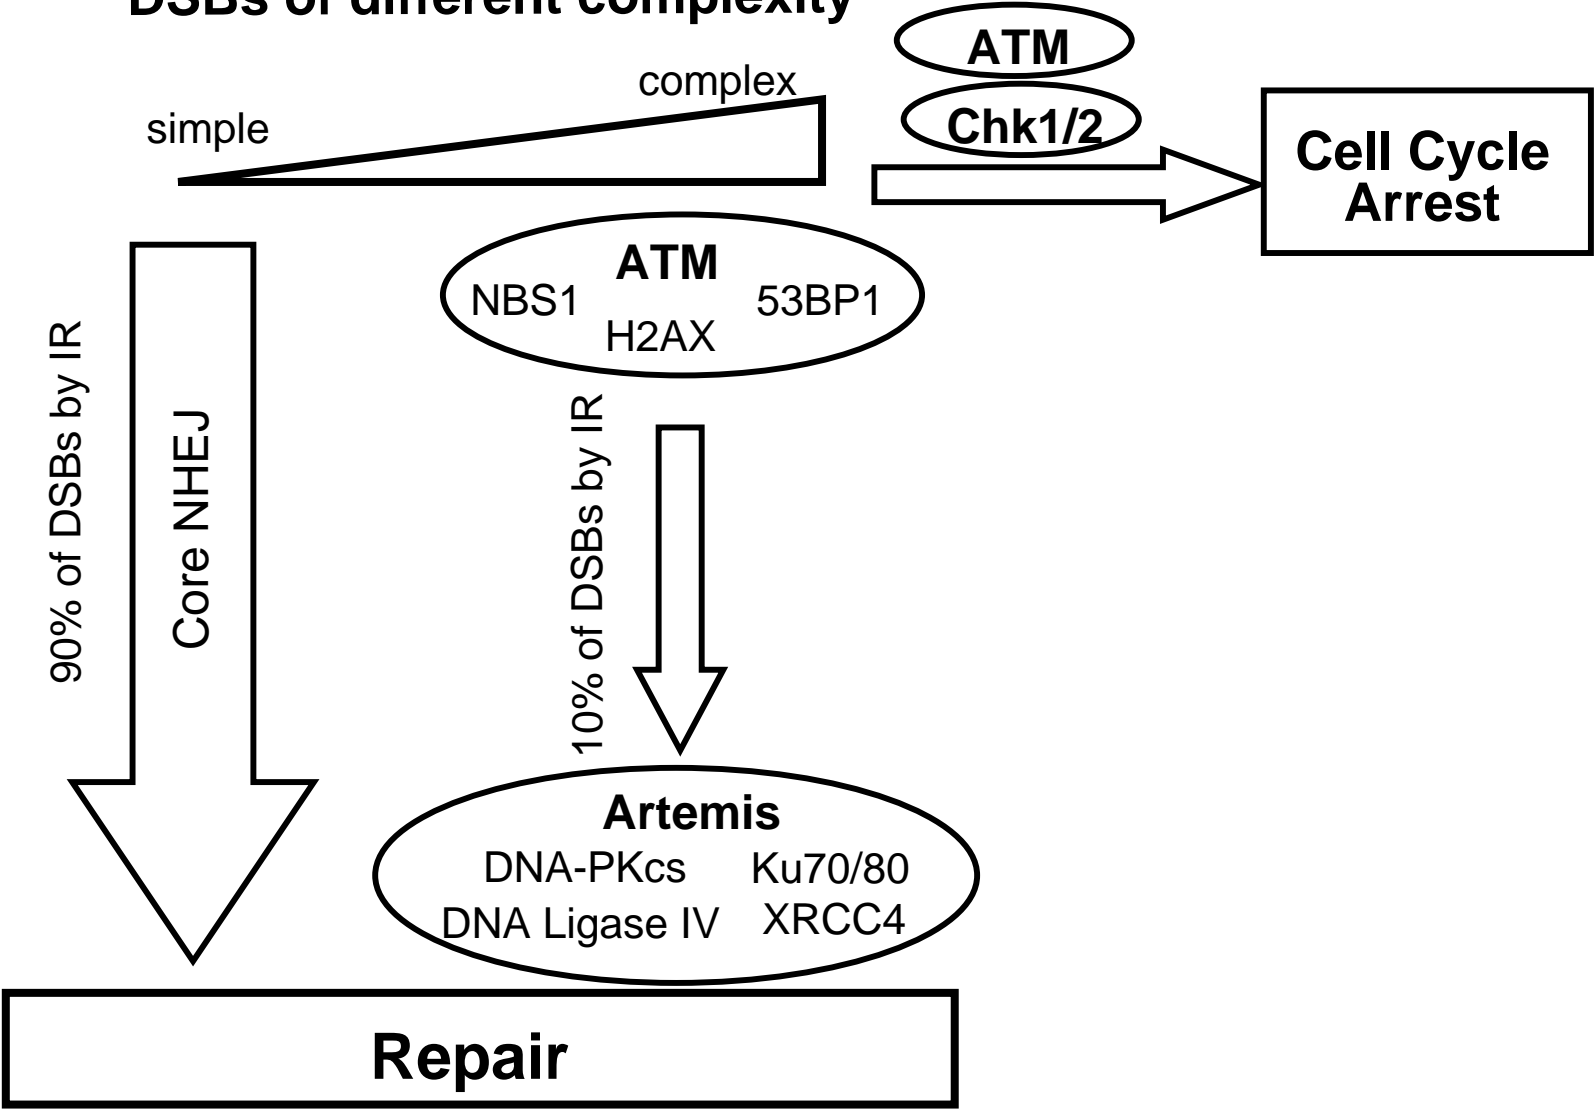 DSBs of different complexity
ATM
Chk1/2
complex
simple
Cell Cycle
Arrest
ATM
NBS1
53BP1
H2AX
90% of DSBs by IR
Core NHEJ
10% of DSBs by IR
Artemis
DNA-PKcs
Ku70/80
DNA Ligase IV
XRCC4
Repair